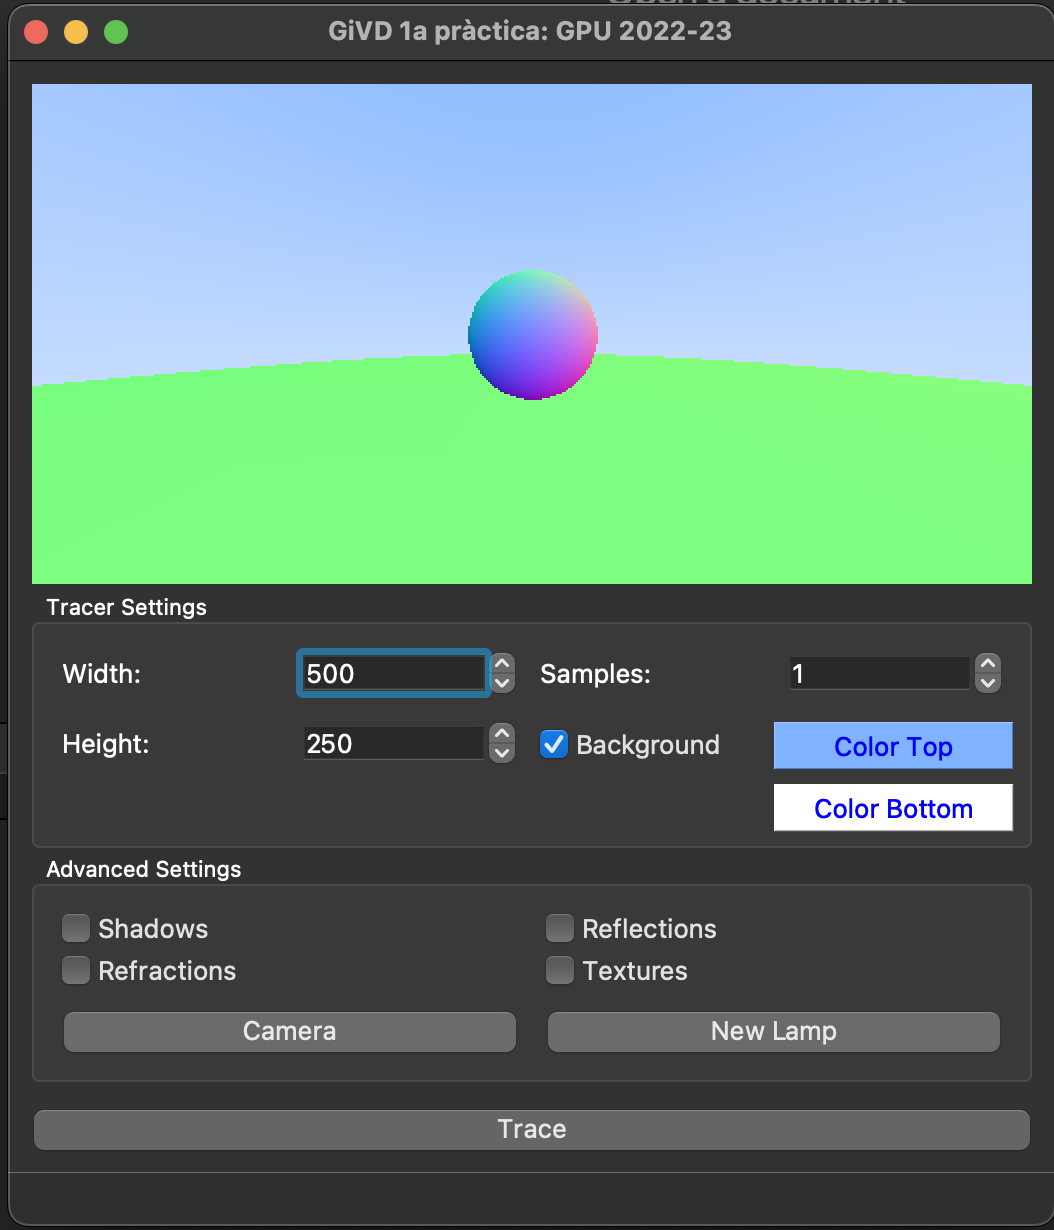 GiVD 1a pràctica: GPU 2022-23
Tracer Settings
Width: 500 Samples: 1
Height: 250 Background Color Top
Color Bottom
Advanced Settings
Shadows Reflections
Refractions Textures
Camera New Lamp
Trace